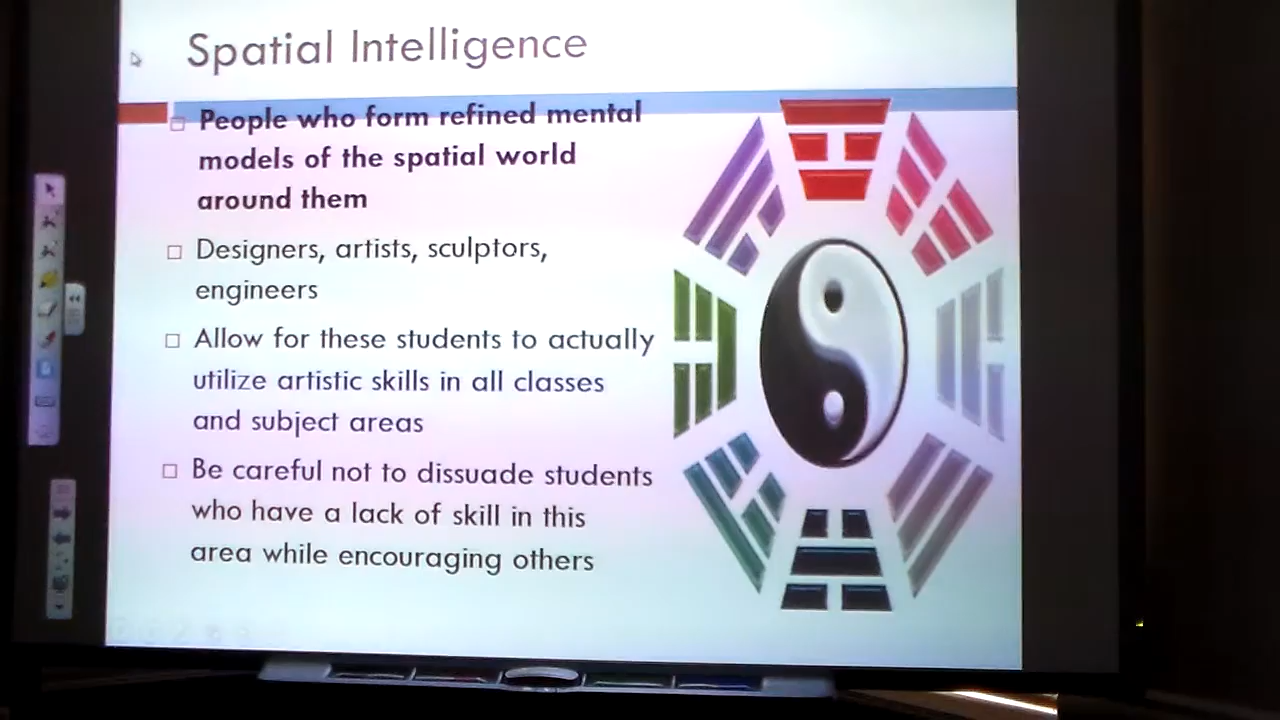 Spatial Intelligence
People who form refined mental
models of the spatial world
around them
Designers, artists, sculptors,
engineers
Allow for these students to actually
utilize artistic skills in all classes
and subject areas
Be careful not to dissuade students
who have a lack of skill in this
area while encouraging others